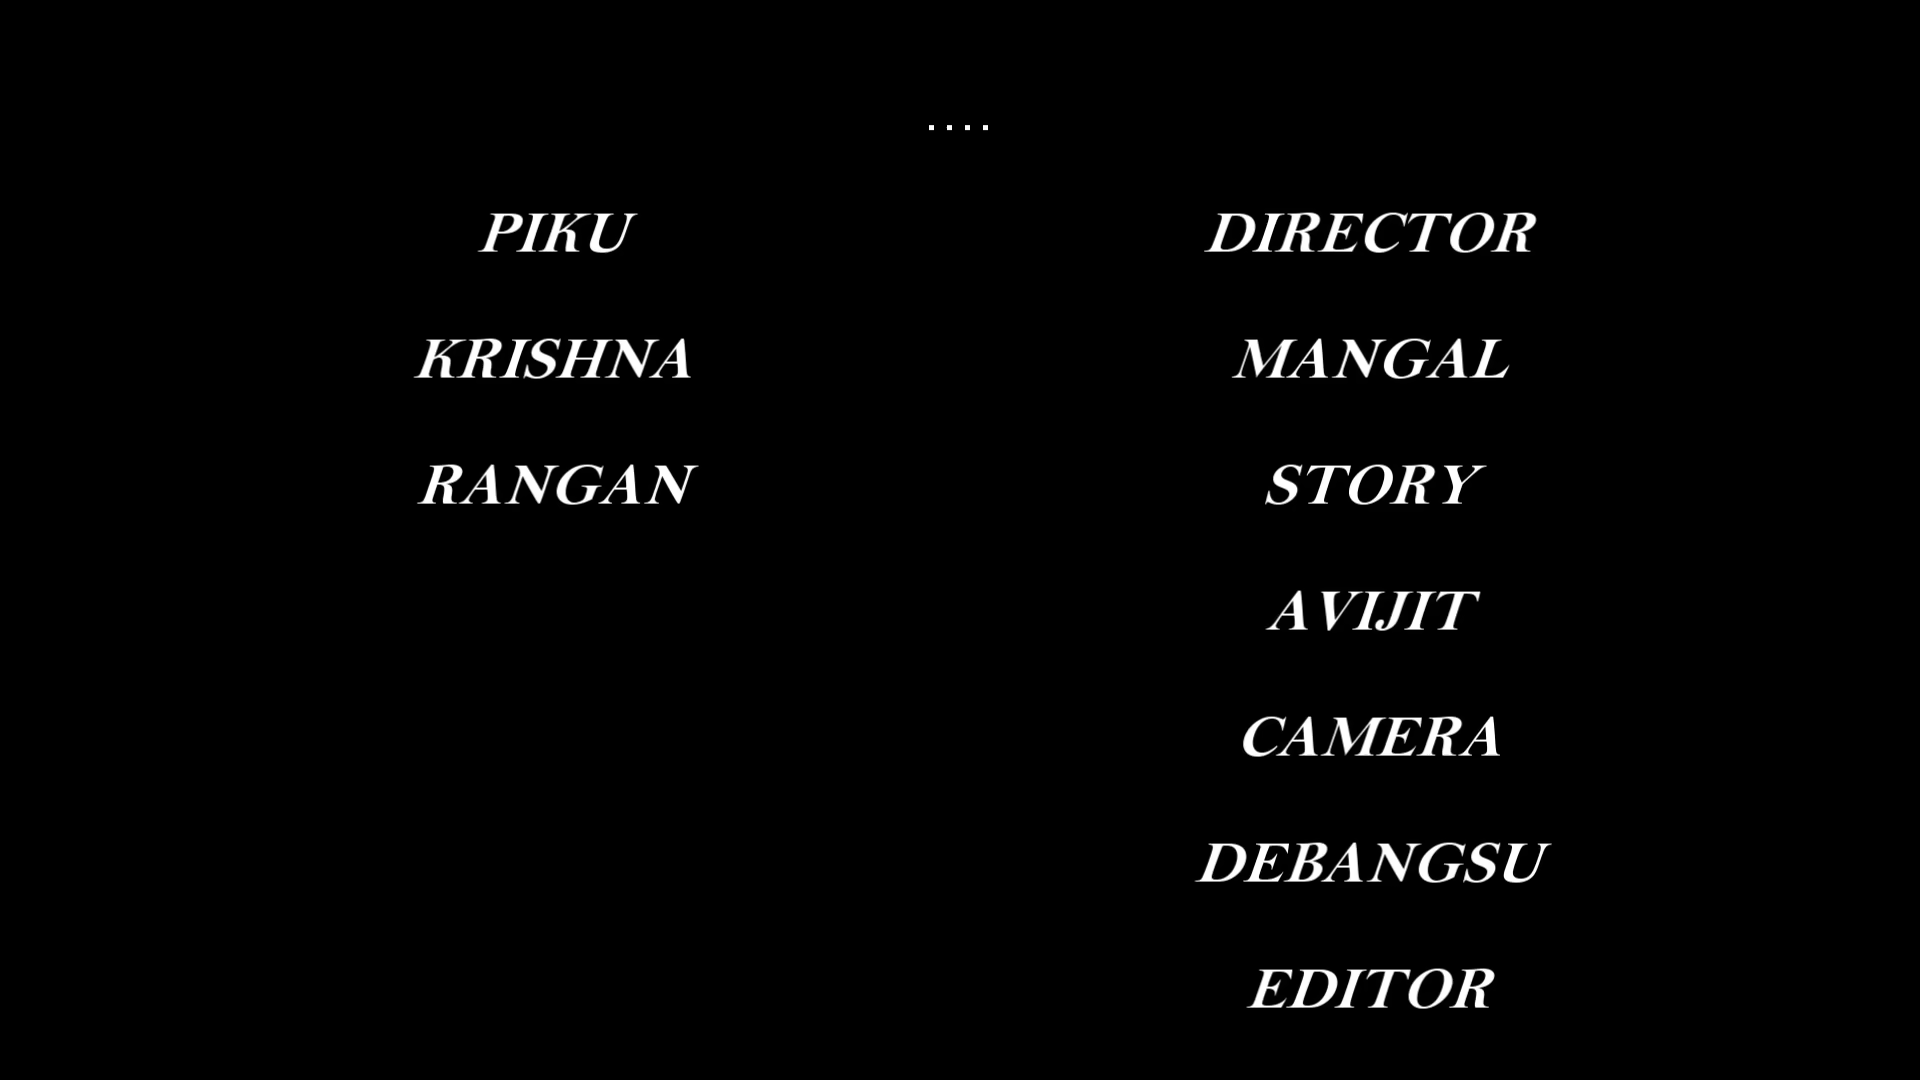 ....
PIKU
KRISHNA
RANGAN
DIRECTOR
MANGAL
STORY
AVIJIT
CAMERA
DEBANGSU
EDITOR